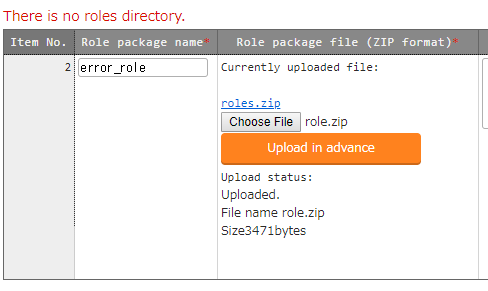 There is no roles directory.
Item No. Role package name* Role package file (ZIP format)*
2 error_role Currently uploaded file:
roles.zip
Choose File role.zip
Upload in advance
Upload status:
Uploaded.
File name role.zip
Size3471bytes